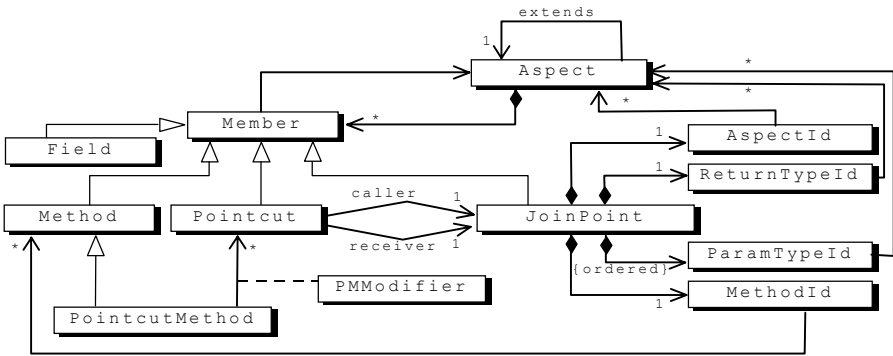 extends
1
Aspect
*
*
*
*
Member
AspectId
1
Field
ReturnTypeId
1
caller
1
Method
Pointcut
JoinPoint
*
*
receiver
1
ParamTypeId
{ordered}
PMModifier
MethodId
1
PointcutMethod